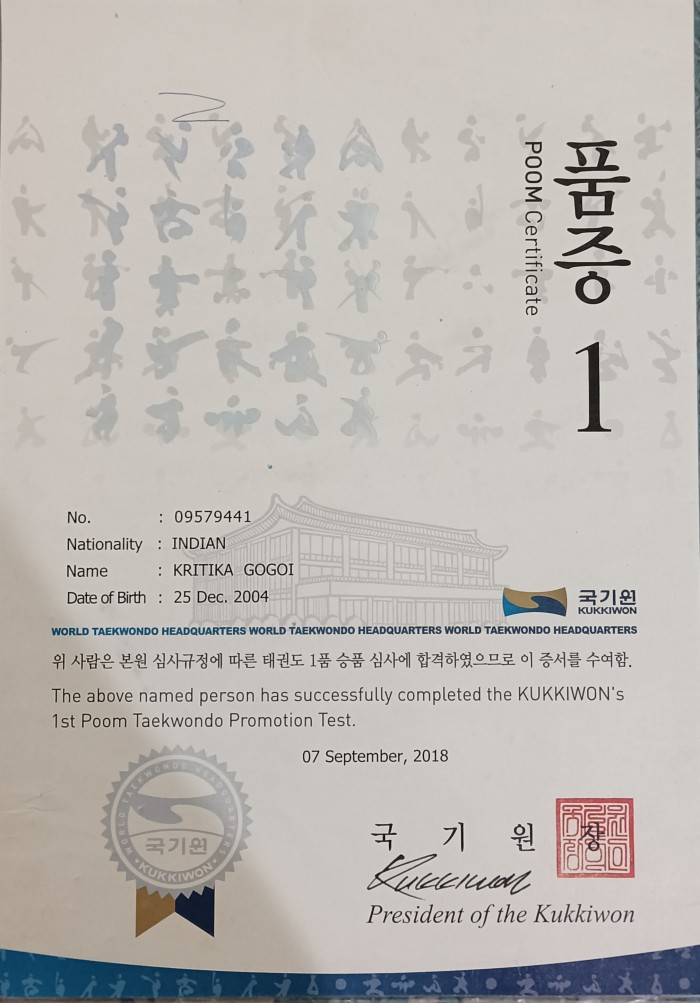 품증 1
POOM Certificate
No. : 09579441
Nationality : INDIAN
Name : KRITIKA GOGOI
Date of Birth : 25 Dec. 2004
국기원
KUKKIWON
WORLD TAEKWONDO HEADQUARTERS WORLD TAEKWONDO HEADQUARTERS WORLD TAEKWONDO HEADQUARTERS
위 사람은 본원 심사규정에 따른 태권도 1품 승품 심사에 합격하였으므로 이 증서를 수여함.
The above named person has successfully completed the KUKKIWON's
1st Poom Taekwondo Promotion Test.
07 September, 2018
WORLD TAEKWONDO HEADQUARTERS
국기원
·KUKKIWON·
국 기 원 장
Kukkiwon
President of the Kukkiwon